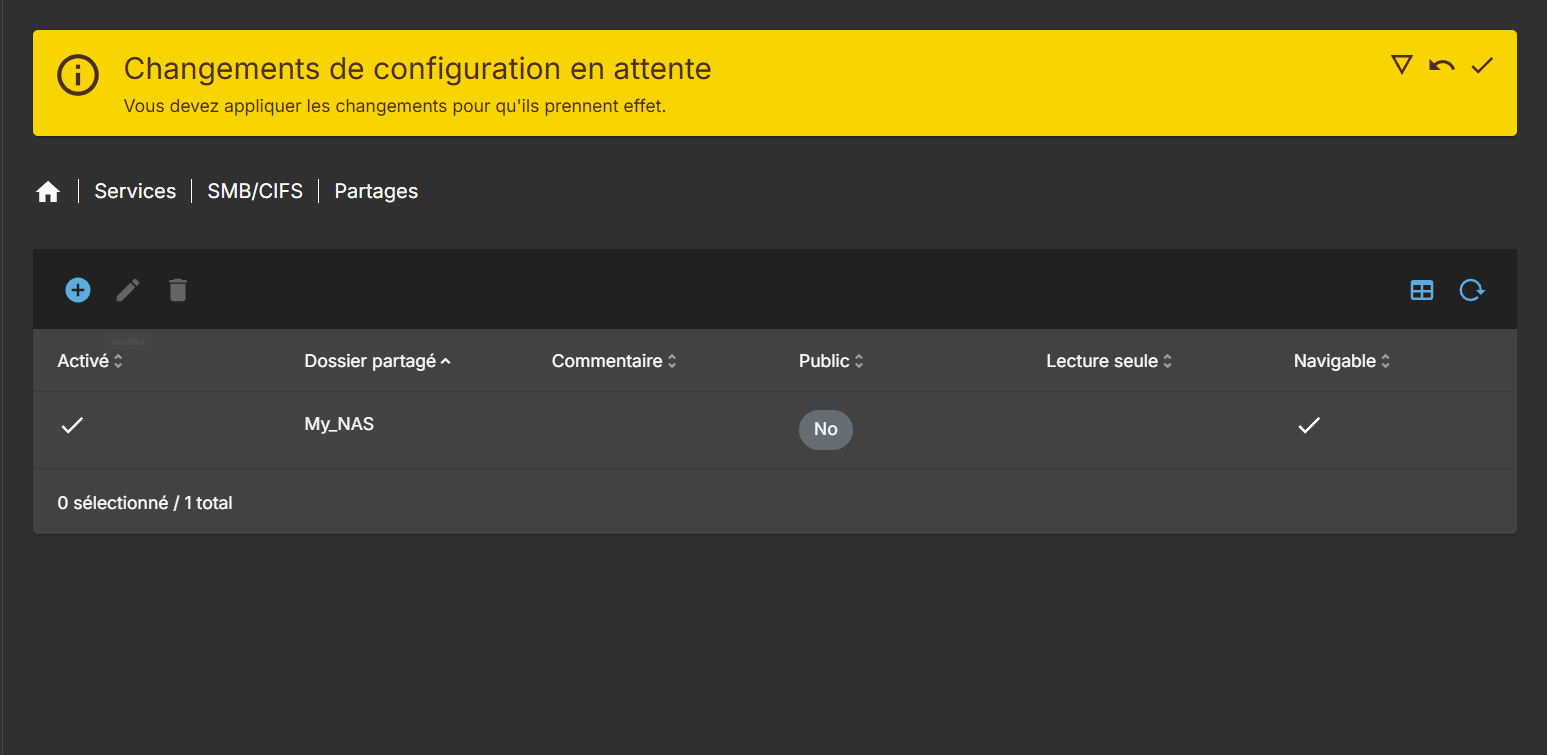 Changements de configuration en attente
Vous devez appliquer les changements pour qu'ils prennent effet.
Services | SMB/CIFS | Partages
Modifier
Activé Dossier partagé Commentaire Public Lecture seule Navigable
My_NAS No
0 sélectionné / 1 total